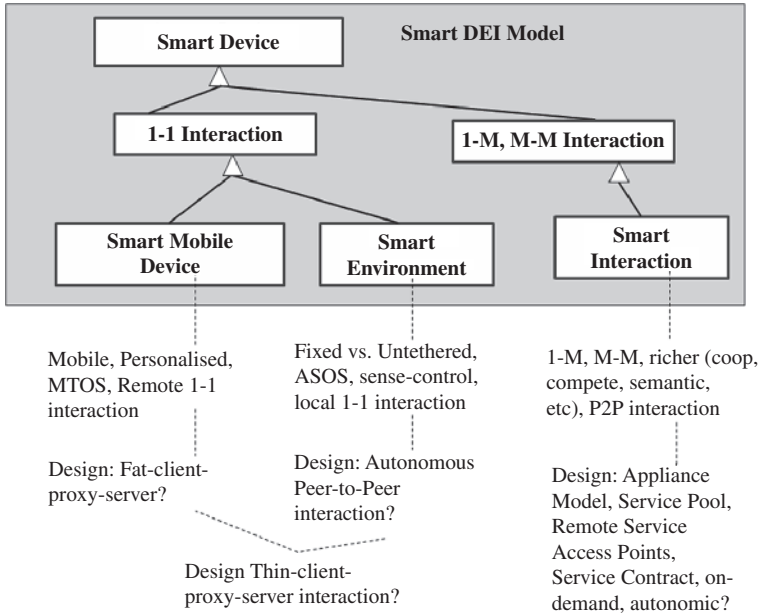 Smart Device
Smart DEI Model
1-1 Interaction
1-M, M-M Interaction
Smart Mobile
Device
Smart
Environment
Smart
Interaction
Mobile, Personalised,
MTOS, Remote 1-1
interaction
Fixed vs. Untethered,
ASOS, sense-control,
local 1-1 interaction
1-M, M-M, richer (coop,
compete, semantic,
etc), P2P interaction
Design: Fat-client-
proxy-server?
Design: Autonomous
Peer-to-Peer
interaction?
Design: Appliance
Model, Service Pool,
Remote Service
Access Points,
Service Contract, on-
demand, autonomic?
Design Thin-client-
proxy-server interaction?